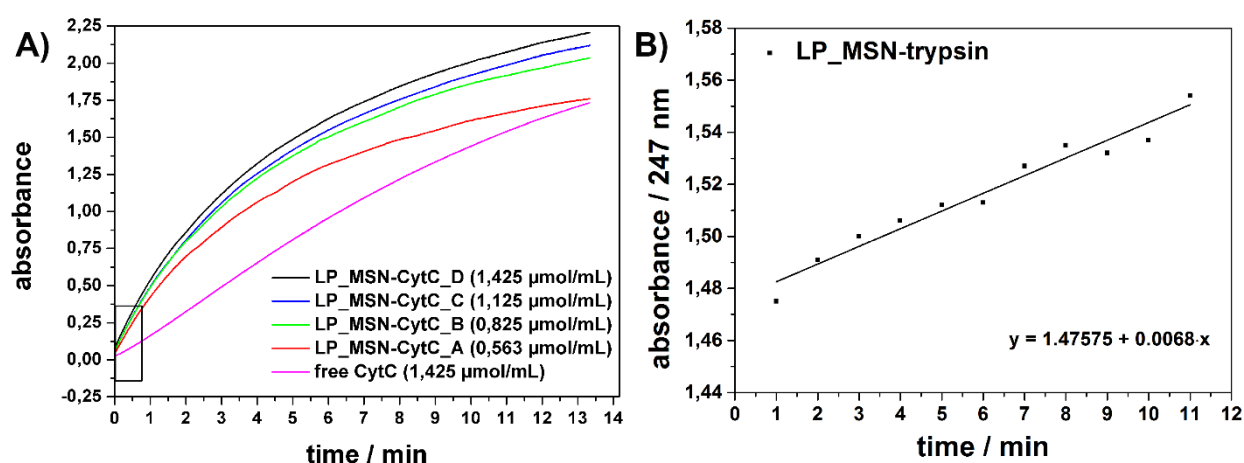 A)
absorbance
2,25
2,00
1,75
1,50
1,25
1,00
0,75
0,50
0,25
0,00
-0,25
LP_MSN-CytC_D (1,425 µmol/mL)
LP_MSN-CytC_C (1,125 µmol/mL)
LP_MSN-CytC_B (0,825 µmol/mL)
LP_MSN-CytC_A (0,563 µmol/mL)
free CytC (1,425 µmol/mL)
0 1 2 3 4 5 6 7 8 9 10 11 12 13 14
time / min
B)
absorbance / 247 nm
1,58
1,56
1,54
1,52
1,50
1,48
1,46
1,44
LP_MSN-trypsin
y = 1.47575 + 0.0068·x
0 1 2 3 4 5 6 7 8 9 10 11 12
time / min